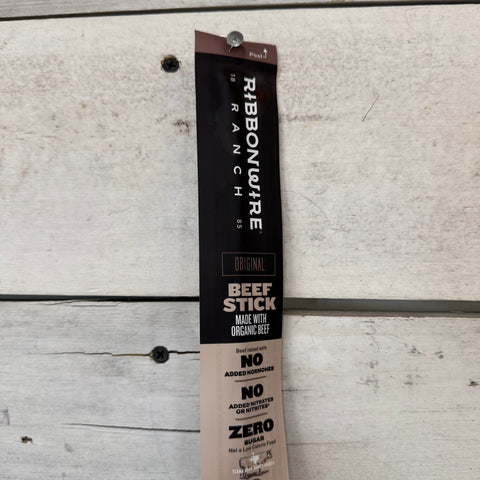 Peel
RIBBONWIRE
18 RANCH 85
ORIGINAL
BEEF
STICK
MADE WITH
ORGANIC BEEF
Beef raised with
NO
ADDED HORMONES
NO
ADDED NITRATES
OR NITRITES*
ZERO
SUGAR
Not a Low Calorie Food